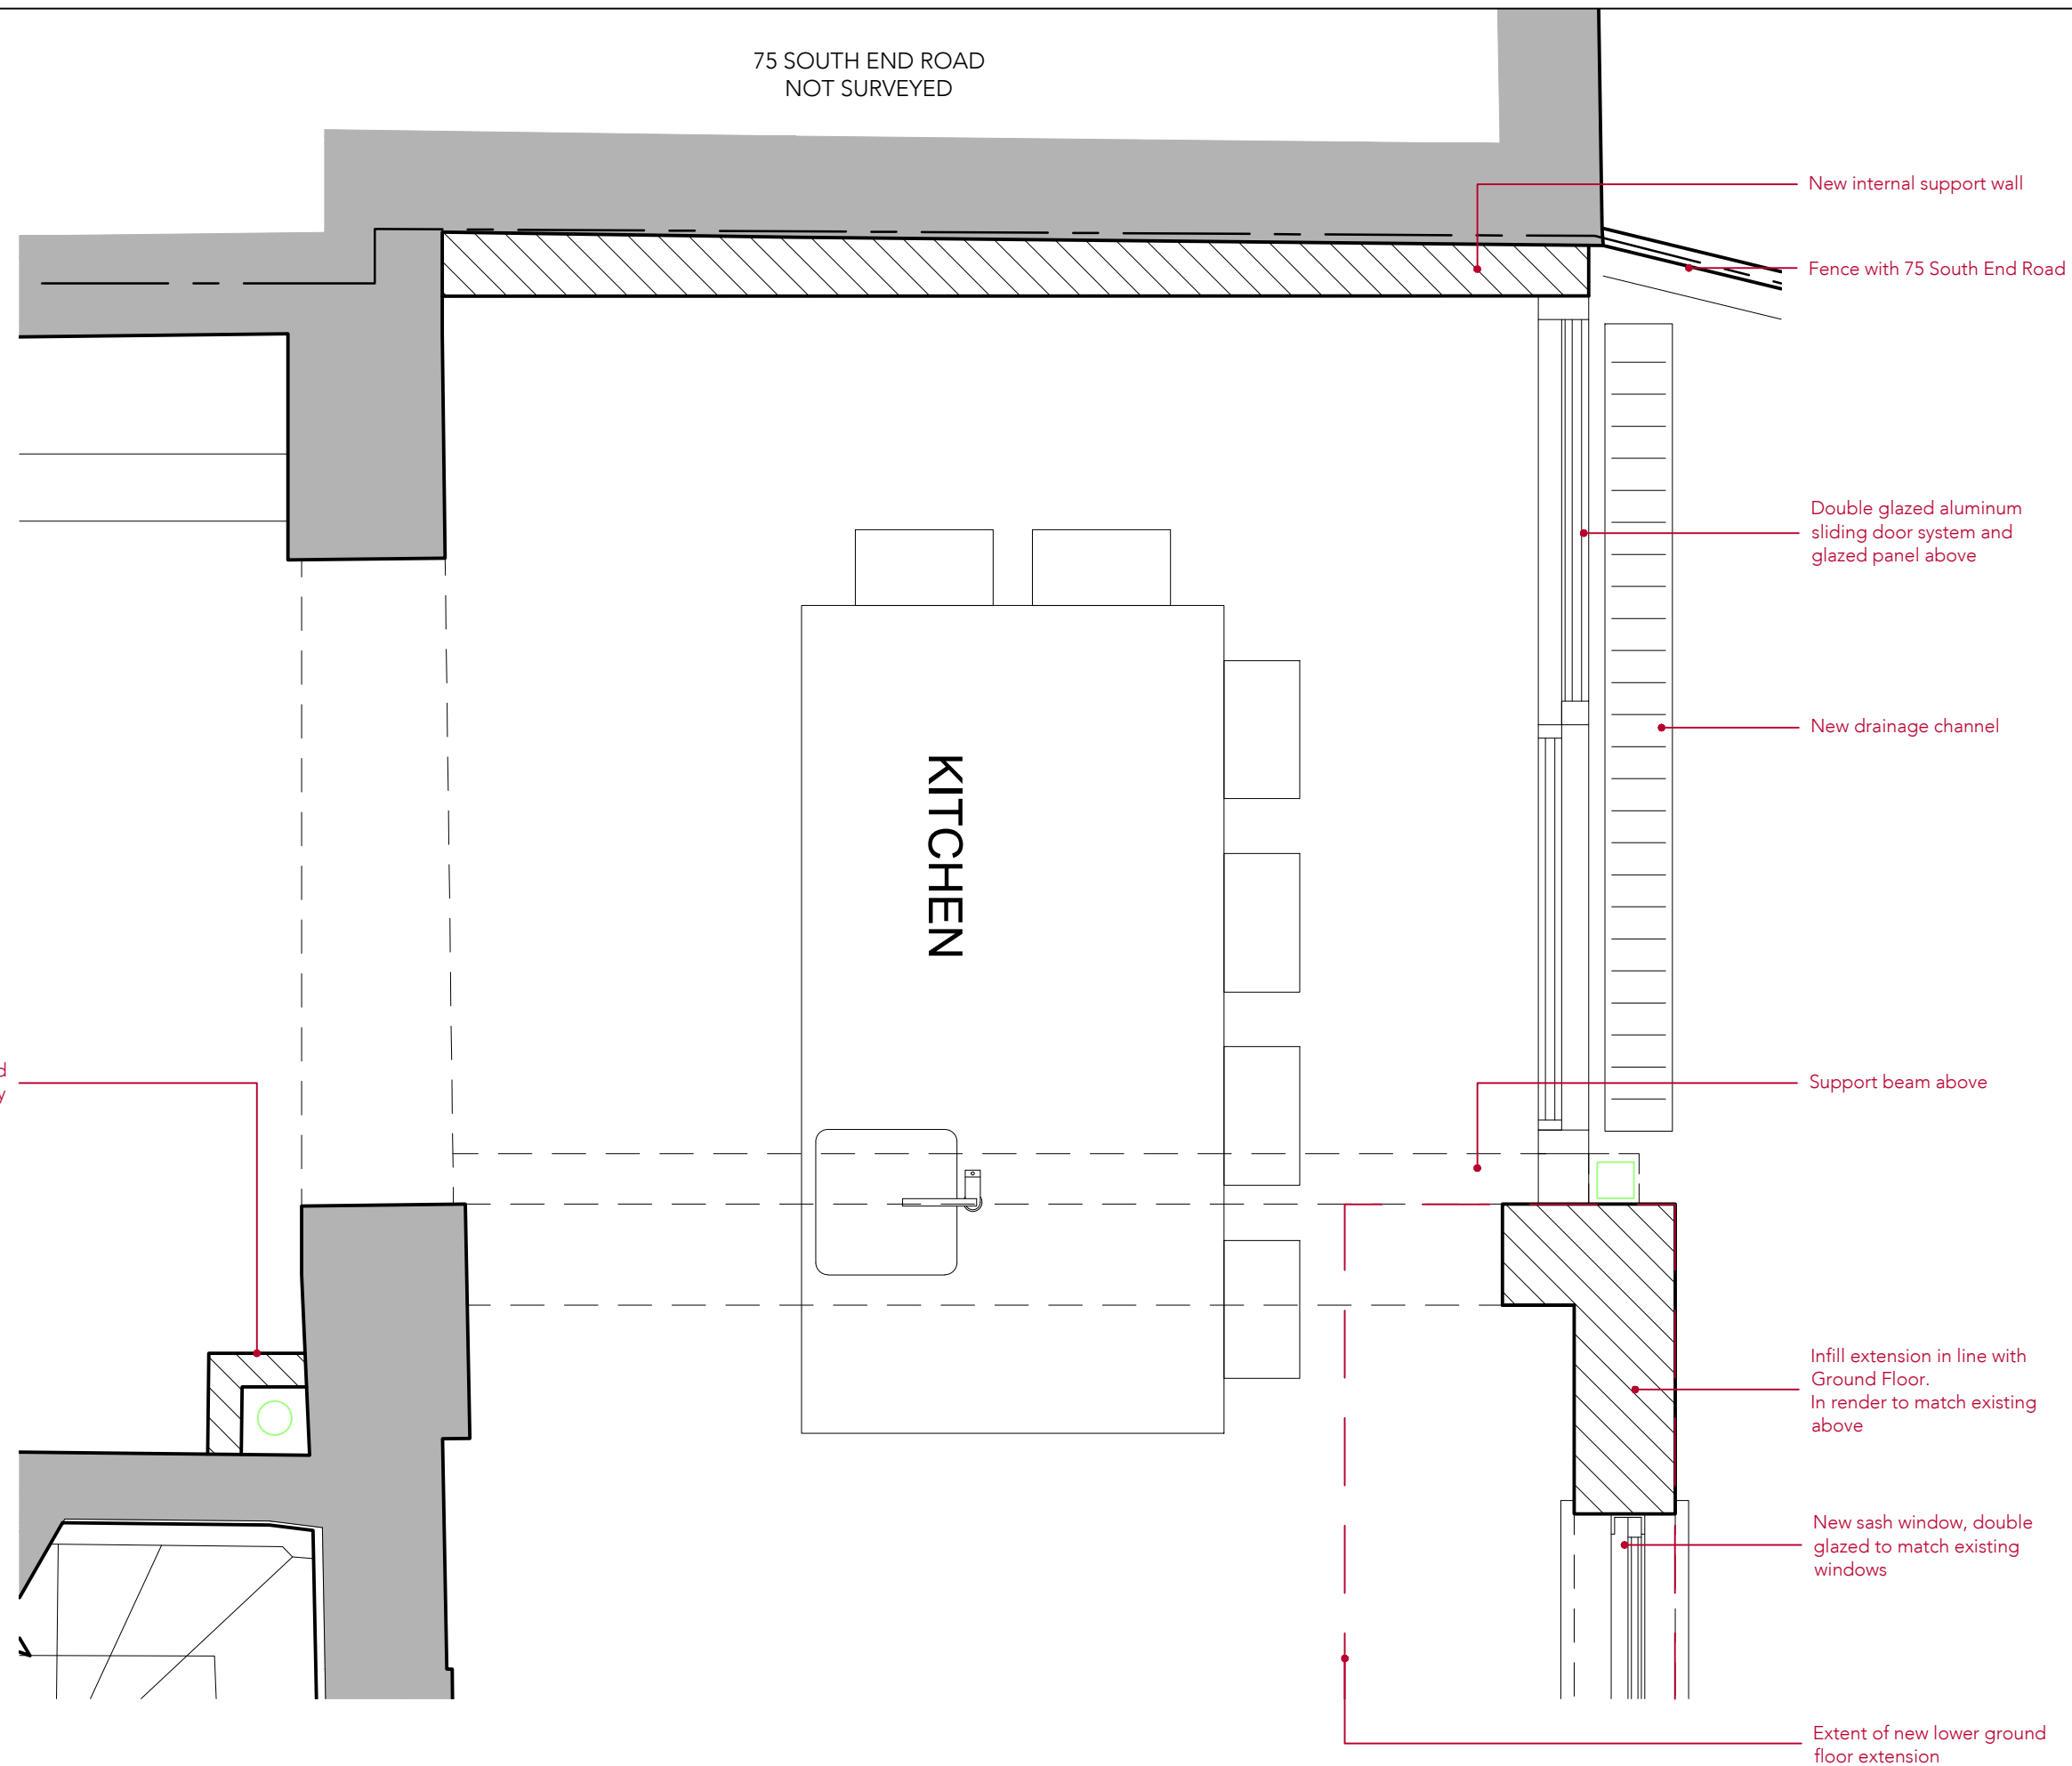 75 SOUTH END ROAD
NOT SURVEYED
New internal support wall
Fence with 75 South End Road
Double glazed aluminum
sliding door system and
glazed panel above
New drainage channel
KITCHEN
Support beam above
Infill extension in line with
Ground Floor.
In render to match existing
above
New sash window, double
glazed to match existing
windows
Extent of new lower ground
floor extension